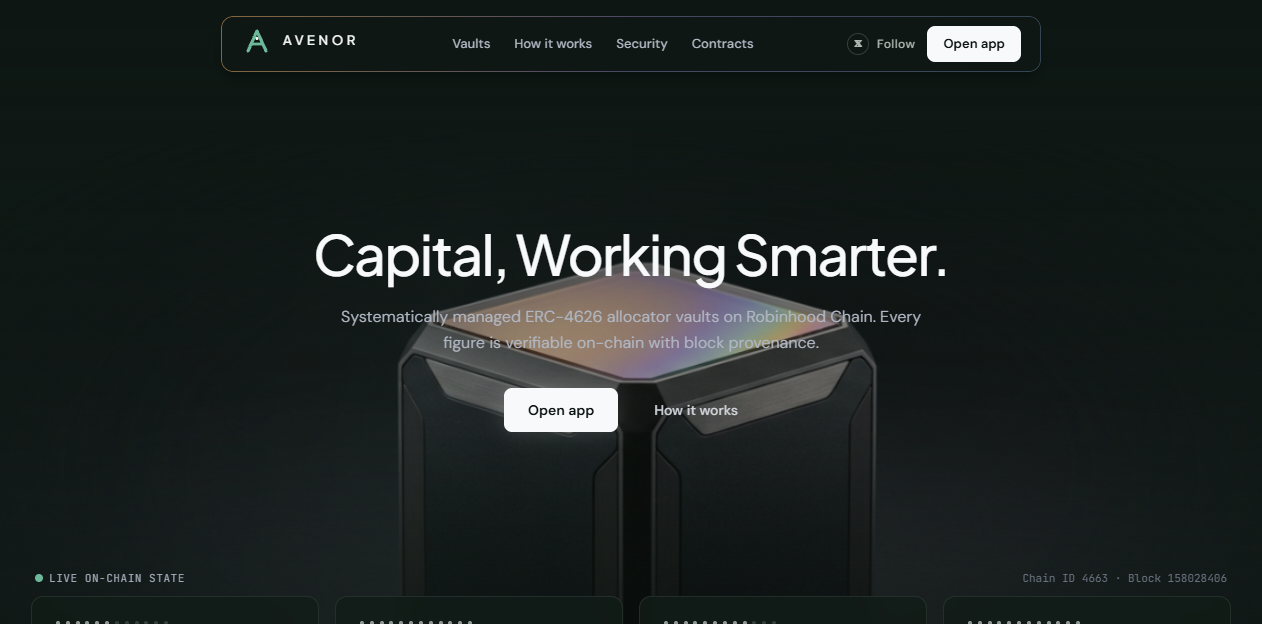 AVENOR
Vaults
How it works
Security
Contracts
Follow
Open app
Capital, Working Smarter.
Systematically managed ERC-4626 allocator vaults on Robinhood Chain. Every
figure is verifiable on-chain with block provenance.
Open app
How it works
LIVE ON-CHAIN STATE
Chain ID 4663 · Block 158028406